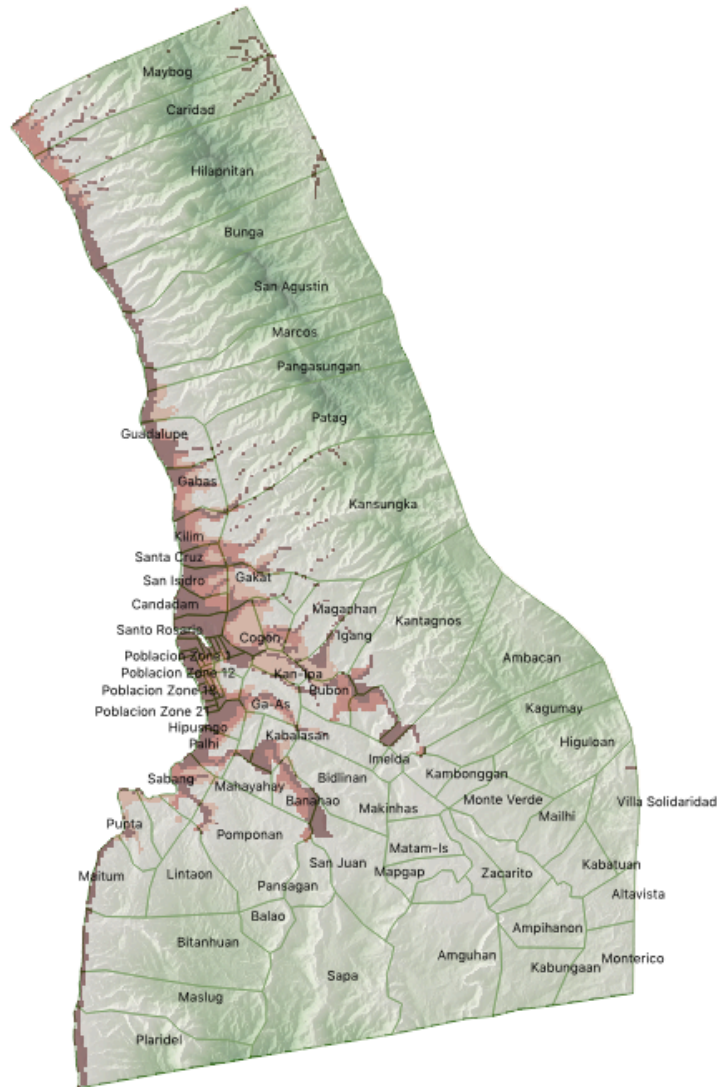 Maybog
Caridad
Hilapnitan
Bunga
San Agustin
Marcos
Pangasungan
Patag
Guadalupe
Gabas
Kansungka
Kilim
Santa Cruz
San Isidro
Gakat
Candadam
Magaphan
Kantagnos
Santo Rosario
Cogon
Igang
Poblacion Zone 1
Ambacan
Poblacion Zone 12
Kan-Ipa
Poblacion Zone 18
Bubon
Ga-As
Kagumay
Poblacion Zone 21
Hipusngo
Kabalasan
Higuloan
Palhi
Imelda
Sabang
Mahayahay
Bidlinan
Kambonggan
Banahao
Makinhas
Monte Verde
Villa Solidaridad
Mailhi
Punta
Pomponan
Matam-Is
San Juan
Kabatuan
Maitum
Lintaon
Mapgap
Zacarito
Pansagan
Altavista
Balao
Ampihanon
Bitanhuan
Amguhan
Monterico
Kabungaan
Sapa
Maslug
Plaridel